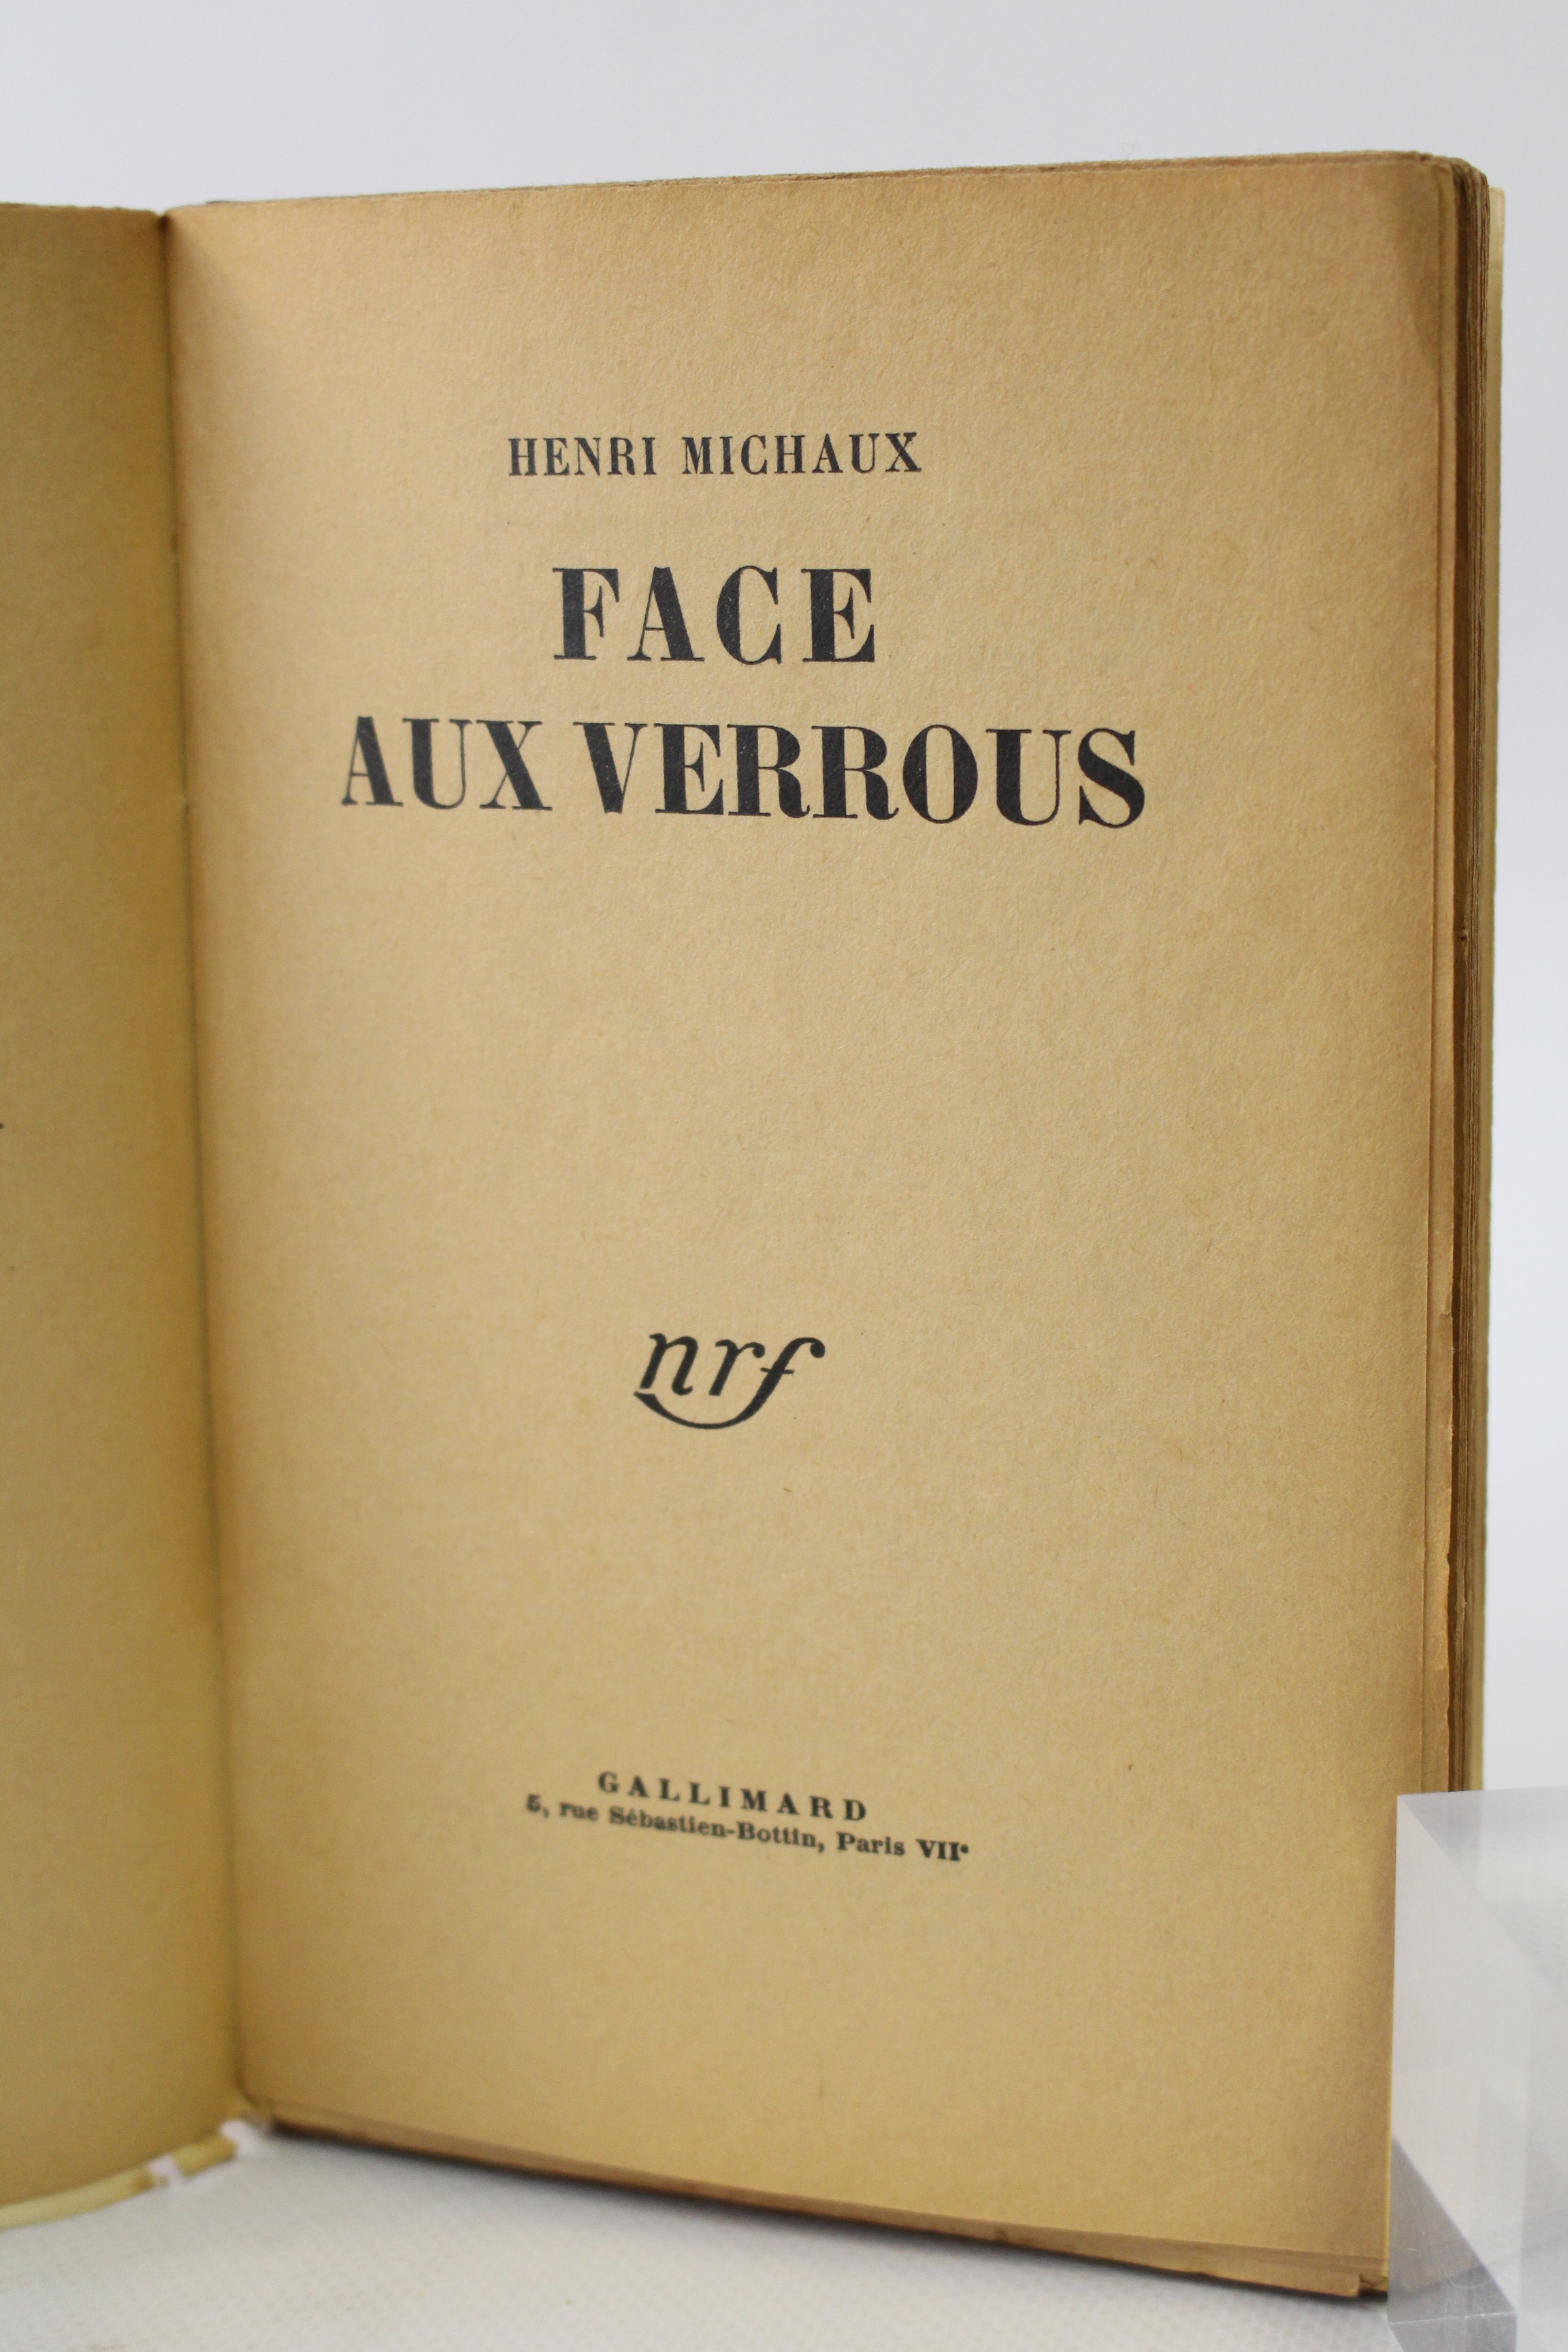 HENRI MICHAUX
FACE
AUX VERROUS
nrf
GALLIMARD
5, rue Sébastien-Bottin, Paris VIIᵉ